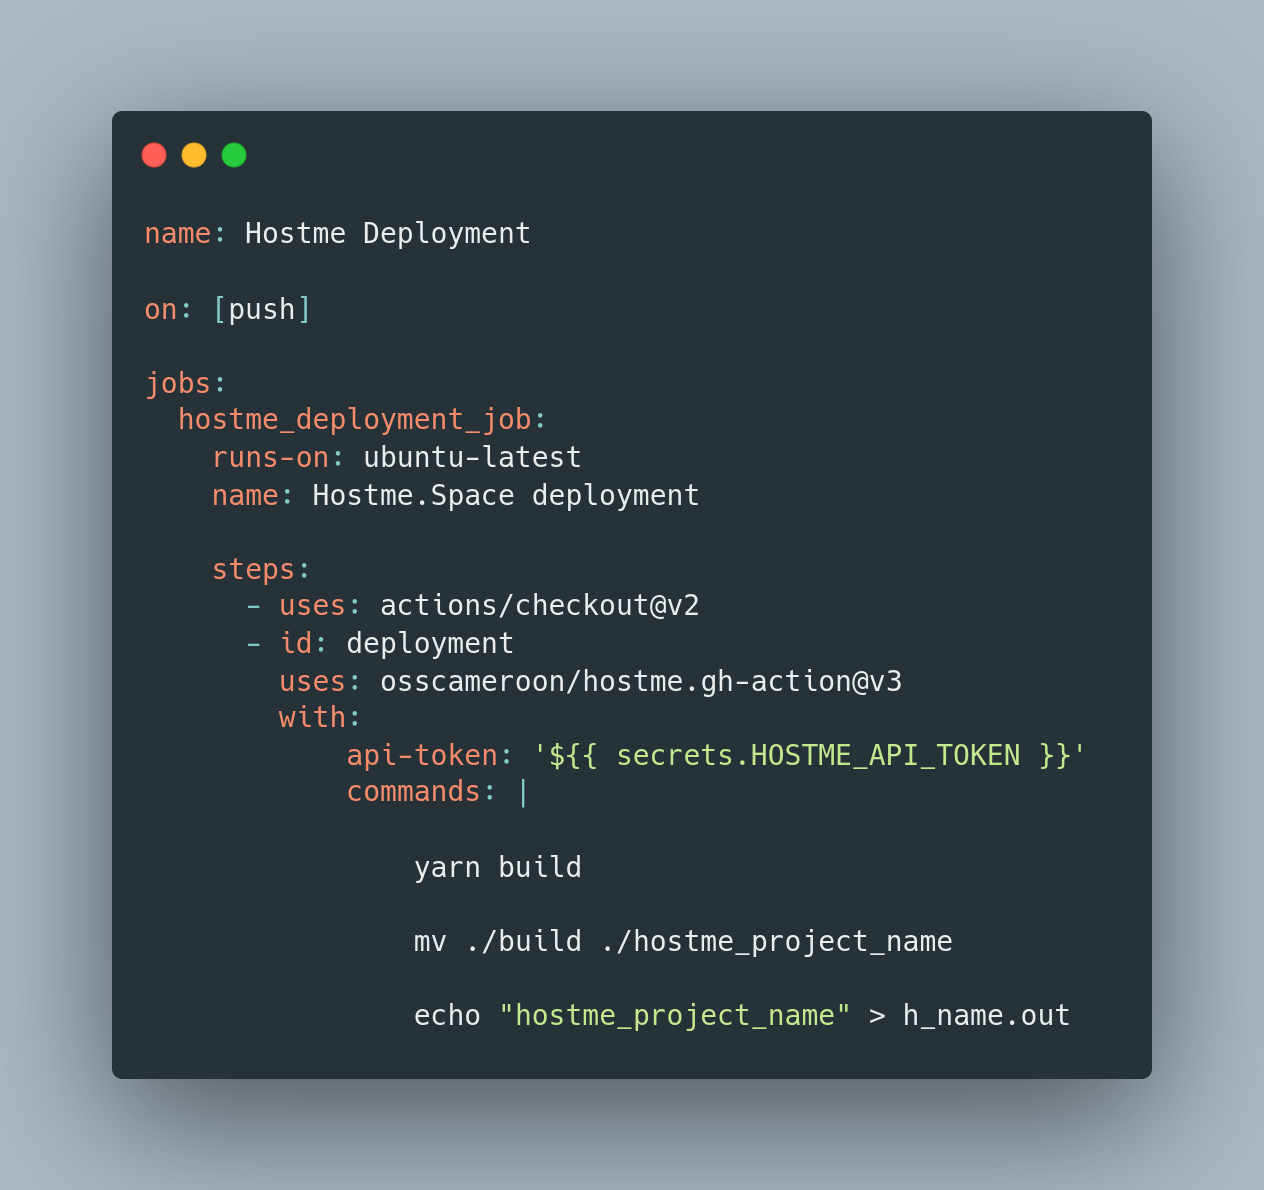 name: Hostme Deployment
on: [push]
jobs:
  hostme_deployment_job:
    runs-on: ubuntu-latest
    name: Hostme.Space deployment
    steps:
      - uses: actions/checkout@v2
      - id: deployment
        uses: osscameroon/hostme.gh-action@v3
        with:
            api-token: '${{ secrets.HOSTME_API_TOKEN }}'
            commands: |
                yarn build
                mv ./build ./hostme_project_name
                echo "hostme_project_name" > h_name.out